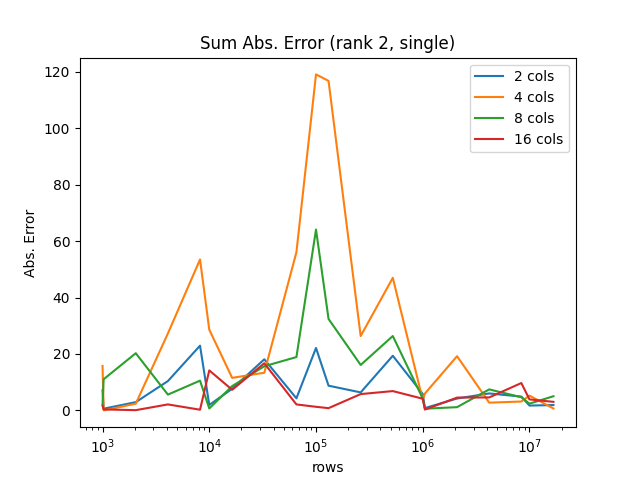 Sum Abs. Error (rank 2, single)
2 cols
4 cols
8 cols
16 cols
120
100
80
60
40
20
0
Abs. Error
10³
10⁴
10⁵
10⁶
10⁷
rows